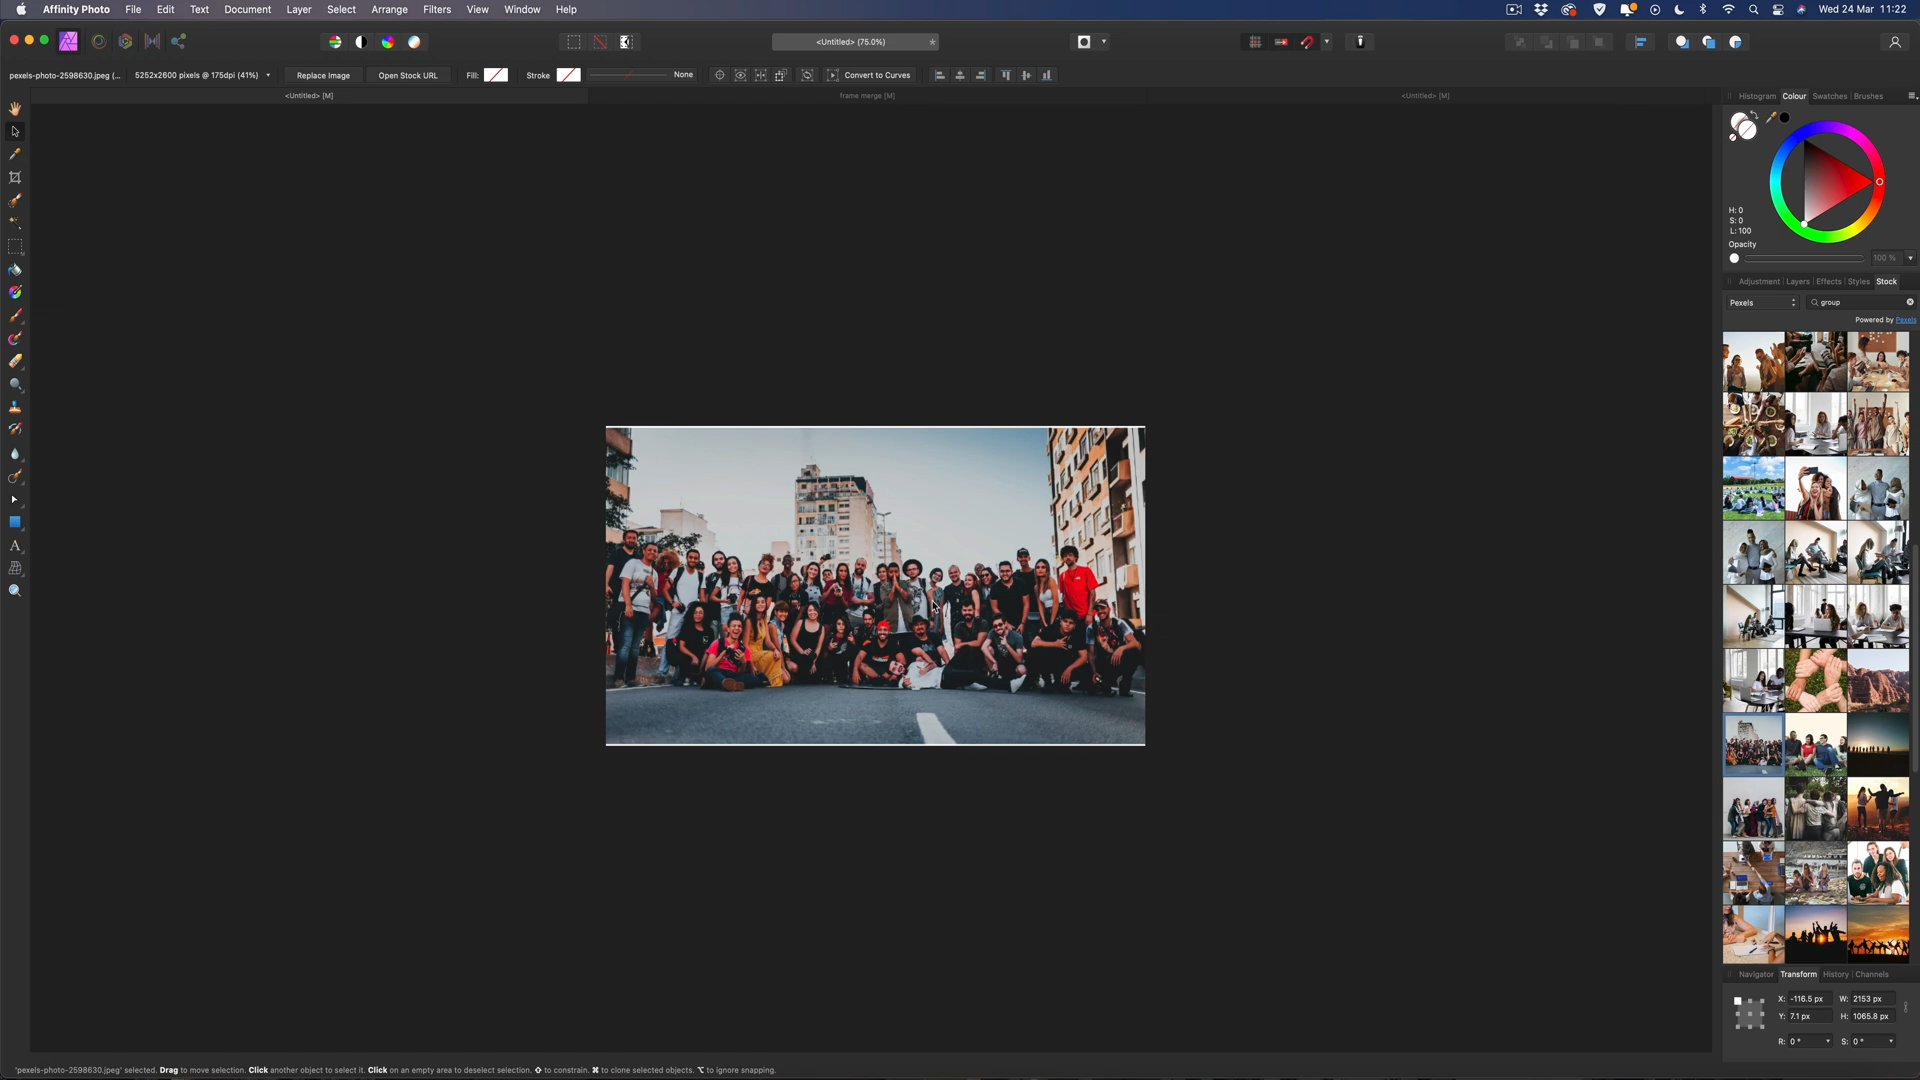 Affinity Photo File Edit Text Document Layer Select Arrange Filters View Window Help Wed 24 Mar 11:22
<Untitled> (75.0%)
pexels-photo-2598630.jpeg (... 5252x2600 pixels @ 175dpi (41%) Replace Image Open Stock URL Fill: Stroke None Convert to Curves
<Untitled> [M] frame merge [M] <Untitled> [M]
Histogram Colour Swatches Brushes
H: 0
S: 0
L: 100
Opacity
100 %
Adjustment Layers Effects Styles Stock
Pexels group
Powered by Pexels
Navigator Transform History Channels
X: -116.5 px W: 2153 px
Y: 7.1 px H: 1065.8 px
R: 0 ° S: 0 °
'pexels-photo-2598630.jpeg' selected. Drag to move selection. Click another object to select it. Click on an empty area to deselect selection. ⇧ to constrain. ⌘ to clone selected objects. ⌥ to ignore snapping.